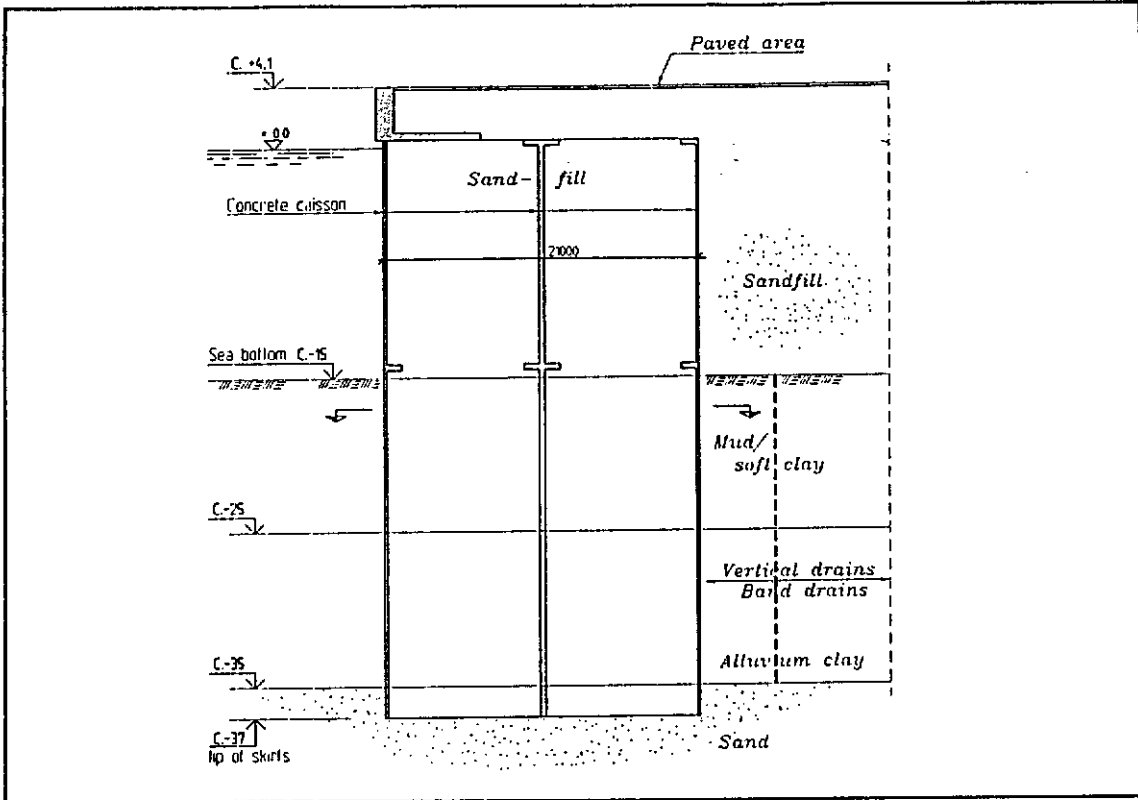 Paved area
C. +4.1
+ 0.0
Sand- fill
Concrete caisson
21000
Sandfill
Sea bottom C.-15
Mud/
soft clay
C.-25
Vertical drains
Band drains
C.-35
Alluvium clay
Sand
C.-37
tip of skirts